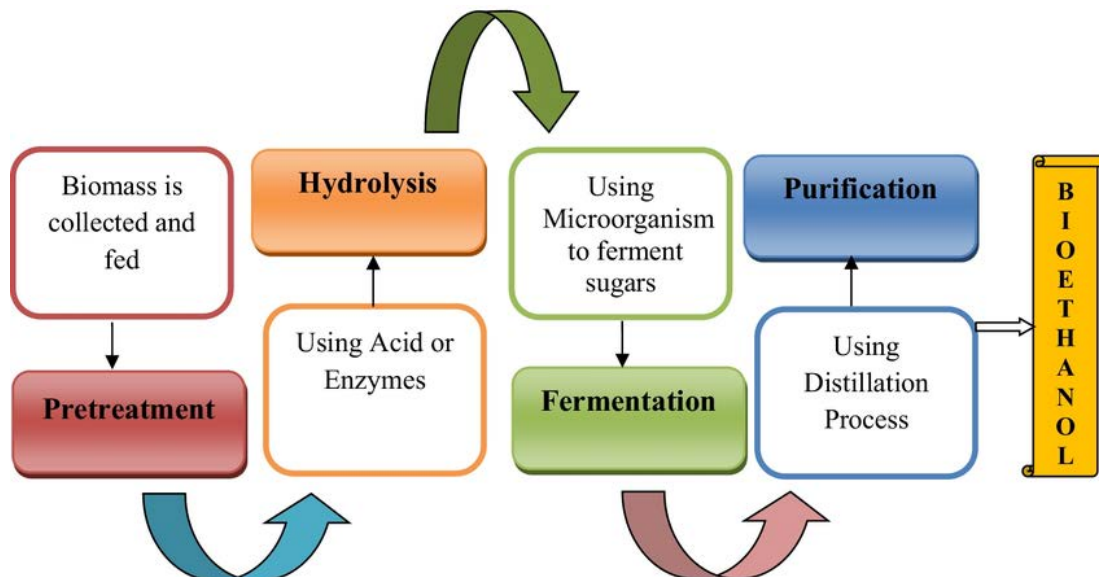 Biomass is
collected and
fed
Pretreatment
Hydrolysis
Using Acid or
Enzymes
Using
Microorganism
to ferment
sugars
Fermentation
Purification
Using
Distillation
Process
BIOETHANOL